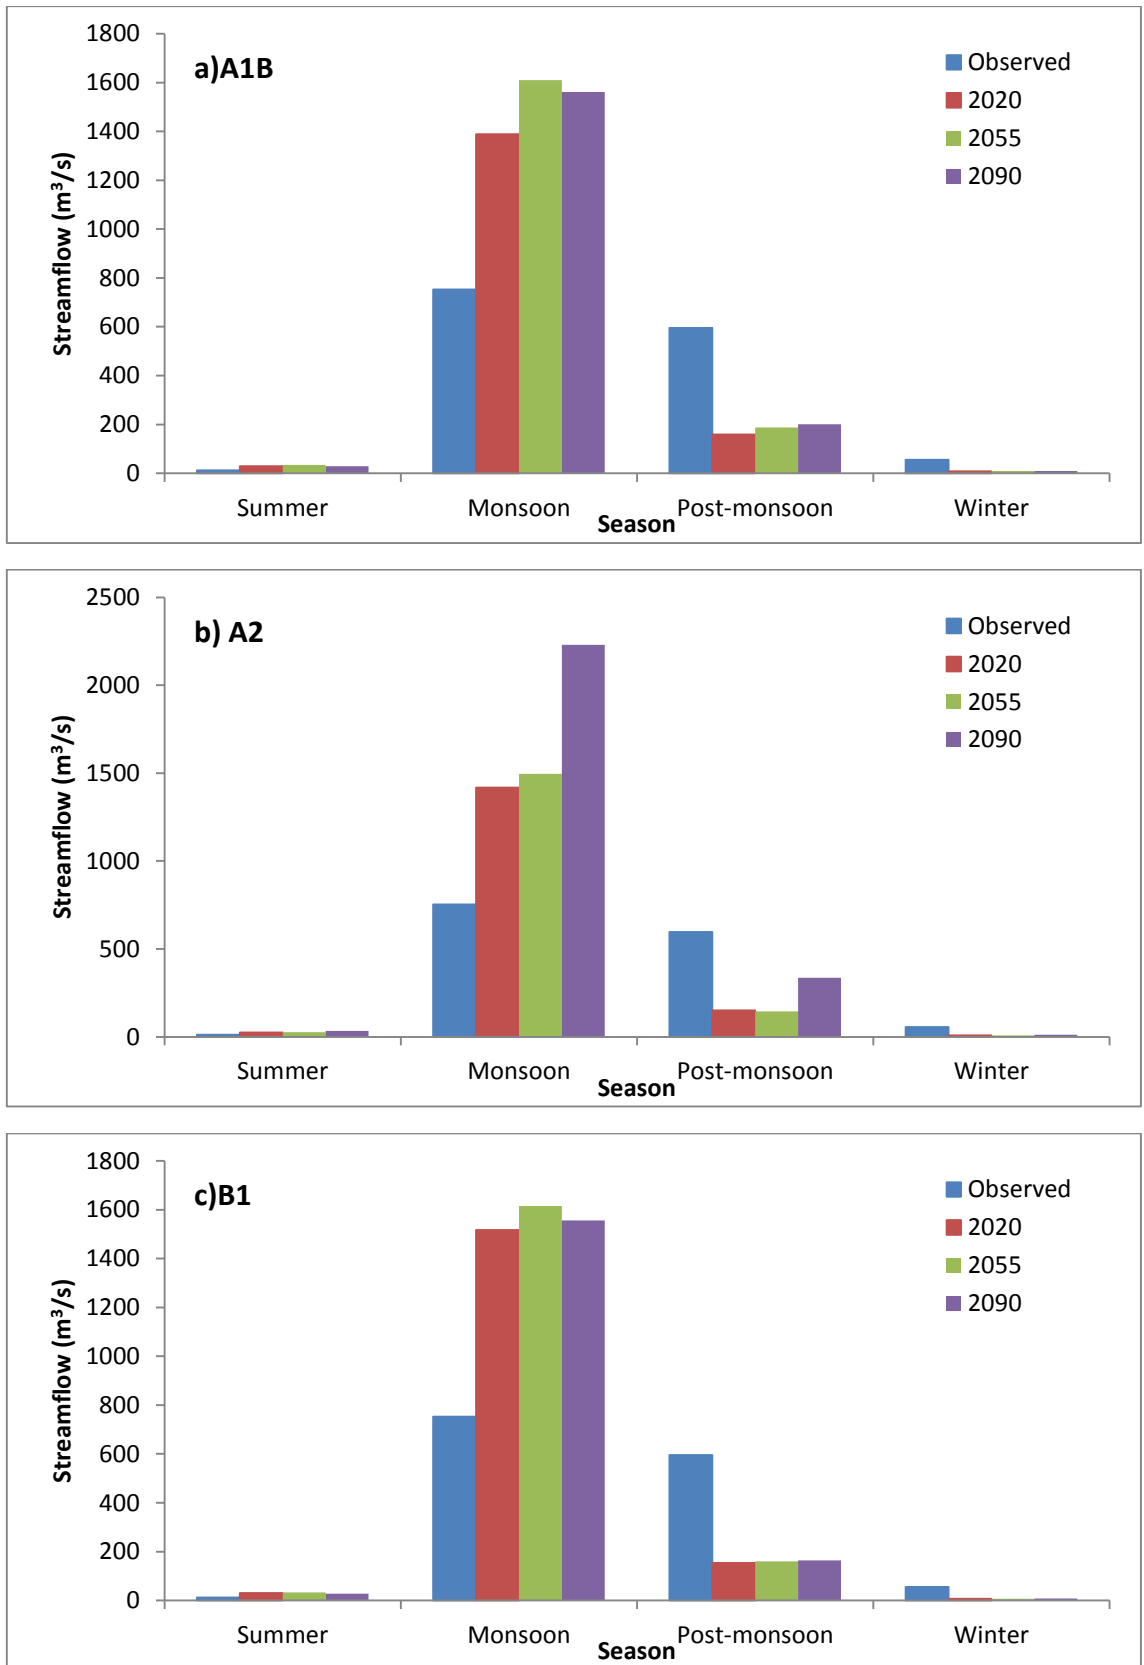 a)A1B
Streamflow (m³/s)
1800
1600
1400
1200
1000
800
600
400
200
0
Observed
2020
2055
2090
Summer
Monsoon
Post-monsoon
Winter
Season
b) A2
Streamflow (m³/s)
2500
2000
1500
1000
500
0
Observed
2020
2055
2090
Summer
Monsoon
Post-monsoon
Winter
Season
c)B1
Streamflow (m³/s)
1800
1600
1400
1200
1000
800
600
400
200
0
Observed
2020
2055
2090
Summer
Monsoon
Post-monsoon
Winter
Season